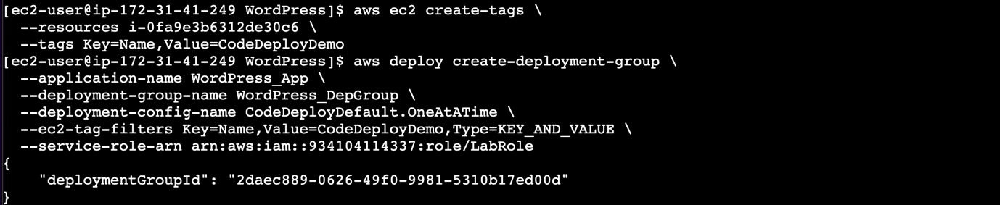 [ec2-user@ip-172-31-41-249 WordPress]$ aws ec2 create-tags \
  --resources i-0fa9e3b6312de30c6 \
  --tags Key=Name,Value=CodeDeployDemo
[ec2-user@ip-172-31-41-249 WordPress]$ aws deploy create-deployment-group \
  --application-name WordPress_App \
  --deployment-group-name WordPress_DepGroup \
  --deployment-config-name CodeDeployDefault.OneAtATime \
  --ec2-tag-filters Key=Name,Value=CodeDeployDemo,Type=KEY_AND_VALUE \
  --service-role-arn arn:aws:iam::934104114337:role/LabRole
{
    "deploymentGroupId": "2daec889-0626-49f0-9981-5310b17ed00d"
}